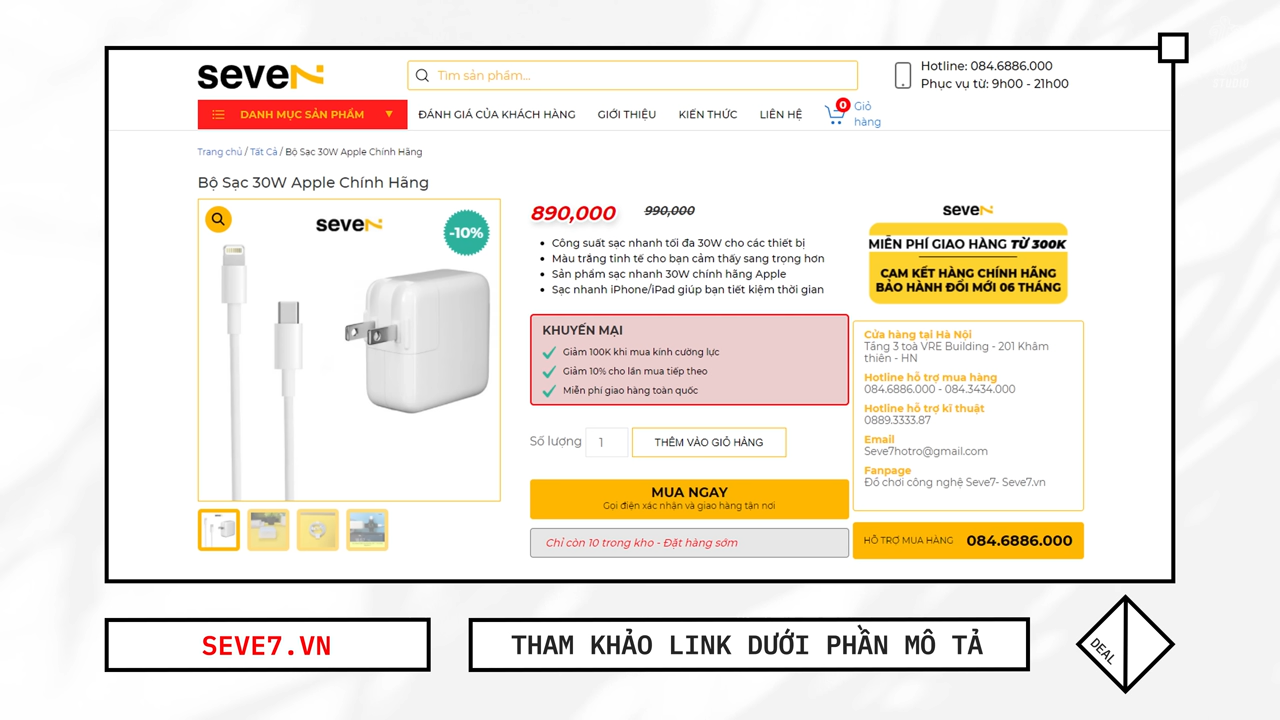 seve7
Tìm sản phẩm...
Hotline: 084.6886.000
Phục vụ từ: 9h00 - 21h00
DANH MỤC SẢN PHẨM
ĐÁNH GIÁ CỦA KHÁCH HÀNG
GIỚI THIỆU
KIẾN THỨC
LIÊN HỆ
0
Giỏ
hàng
Trang chủ / Tất Cả / Bộ Sạc 30W Apple Chính Hãng
Bộ Sạc 30W Apple Chính Hãng
seve7
-10%
890,000
990,000
Công suất sạc nhanh tối đa 30W cho các thiết bị
Màu trắng tinh tế cho bạn cảm thấy sang trọng hơn
Sản phẩm sạc nhanh 30W chính hãng Apple
Sạc nhanh iPhone/iPad giúp bạn tiết kiệm thời gian
KHUYẾN MẠI
Giảm 100K khi mua kính cường lực
Giảm 10% cho lần mua tiếp theo
Miễn phí giao hàng toàn quốc
Số lượng
1
THÊM VÀO GIỎ HÀNG
MUA NGAY
Gọi điện xác nhận và giao hàng tận nơi
Chỉ còn 10 trong kho - Đặt hàng sớm
seve7
MIỄN PHÍ GIAO HÀNG TỪ 300K
CAM KẾT HÀNG CHÍNH HÃNG
BẢO HÀNH ĐỔI MỚI 06 THÁNG
Cửa hàng tại Hà Nội
Tầng 3 toà VRE Building - 201 Khâm
thiên - HN
Hotline hỗ trợ mua hàng
084.6886.000 - 084.3434.000
Hotline hỗ trợ kĩ thuật
0889.3333.87
Email
Seve7hotro@gmail.com
Fanpage
Đồ chơi công nghệ Seve7- Seve7.vn
HỖ TRỢ MUA HÀNG
084.6886.000
SEVE7.VN
THAM KHẢO LINK DƯỚI PHẦN MÔ TẢ
DEAL